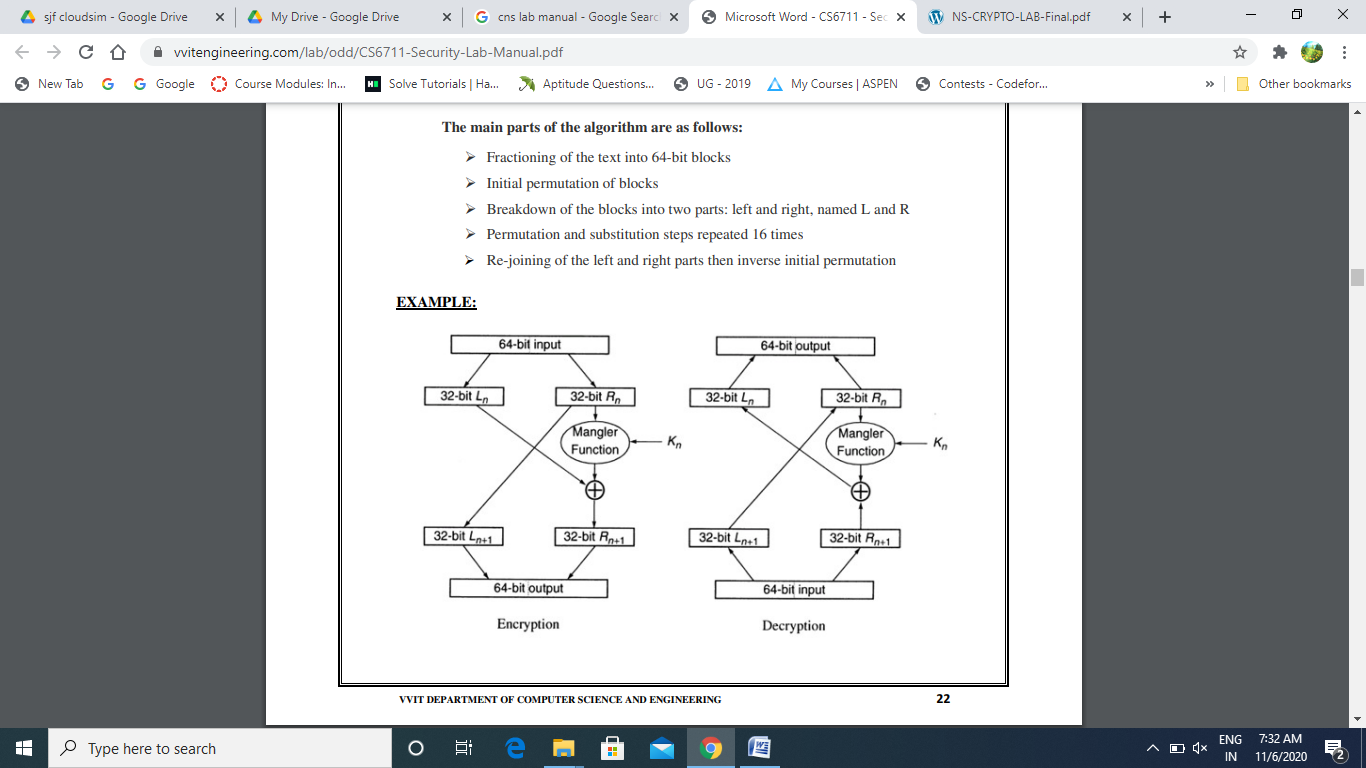 sjf cloudsim - Google Drive
My Drive - Google Drive
cns lab manual - Google Searc
Microsoft Word - CS6711 - Sec
NS-CRYPTO-LAB-Final.pdf
vvitengineering.com/lab/odd/CS6711-Security-Lab-Manual.pdf
New Tab
Google
Course Modules: In...
Solve Tutorials | Ha...
Aptitude Questions...
UG - 2019
My Courses | ASPEN
Contests - Codefor...
»
Other bookmarks
The main parts of the algorithm are as follows:
➢ Fractioning of the text into 64-bit blocks
➢ Initial permutation of blocks
➢ Breakdown of the blocks into two parts: left and right, named L and R
➢ Permutation and substitution steps repeated 16 times
➢ Re-joining of the left and right parts then inverse initial permutation
EXAMPLE:
64-bit input
32-bit Ln
32-bit Rn
Mangler
Function
Kn
32-bit Ln+1
32-bit Rn+1
64-bit output
Encryption
64-bit output
32-bit Ln
32-bit Rn
Mangler
Function
Kn
32-bit Ln+1
32-bit Rn+1
64-bit input
Decryption
VVIT DEPARTMENT OF COMPUTER SCIENCE AND ENGINEERING
22
Type here to search
ENG
IN
7:32 AM
11/6/2020
2